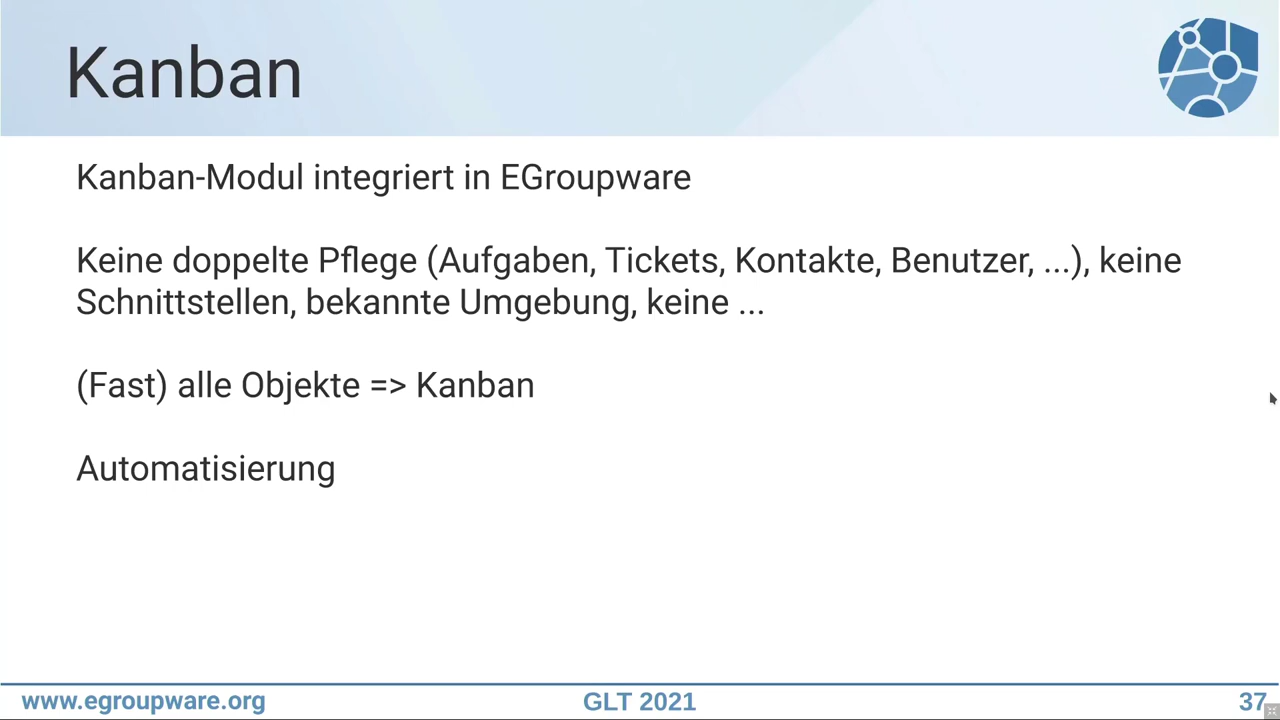 Kanban
Kanban-Modul integriert in EGroupware
Keine doppelte Pflege (Aufgaben, Tickets, Kontakte, Benutzer, ...), keine
Schnittstellen, bekannte Umgebung, keine ...
(Fast) alle Objekte => Kanban
Automatisierung
www.egroupware.org
GLT 2021
37